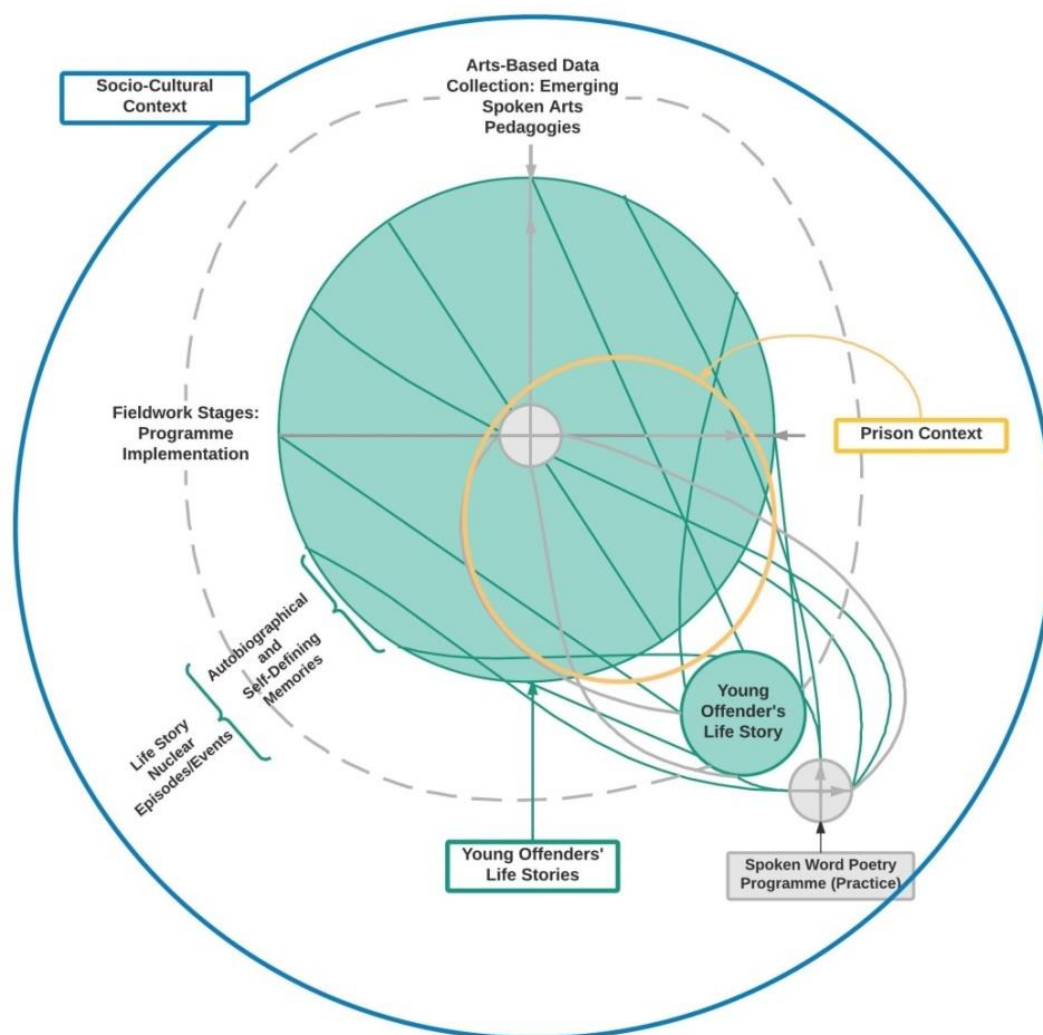 Arts-Based Data
Collection: Emerging
Spoken Arts
Pedagogies
Socio-Cultural
Context
Fieldwork Stages:
Programme
Implementation
Prison Context
Autobiographical
and
Self-Defining
Memories
Life Story
Nuclear
Episodes/Events
Young
Offender's
Life Story
Young Offenders'
Life Stories
Spoken Word Poetry
Programme (Practice)